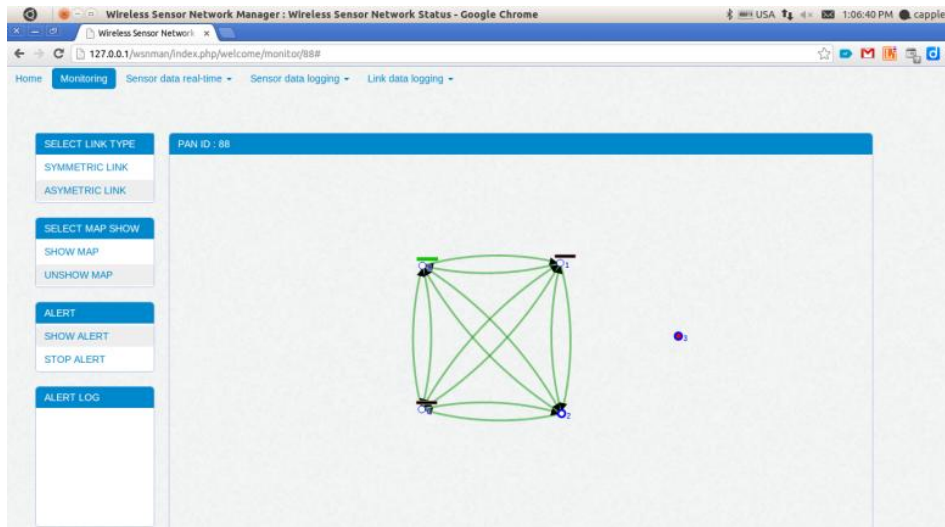 Wireless Sensor Network Manager : Wireless Sensor Network Status - Google Chrome
USA 1:06:40 PM capple
Wireless Sensor Network
127.0.0.1/wsnman/index.php/welcome/monitor/88#
Home Monitoring Sensor data real-time Sensor data logging Link data logging
SELECT LINK TYPE
SYMMETRIC LINK
ASYMETRIC LINK
SELECT MAP SHOW
SHOW MAP
UNSHOW MAP
ALERT
SHOW ALERT
STOP ALERT
ALERT LOG
PAN ID : 88
1
3
2